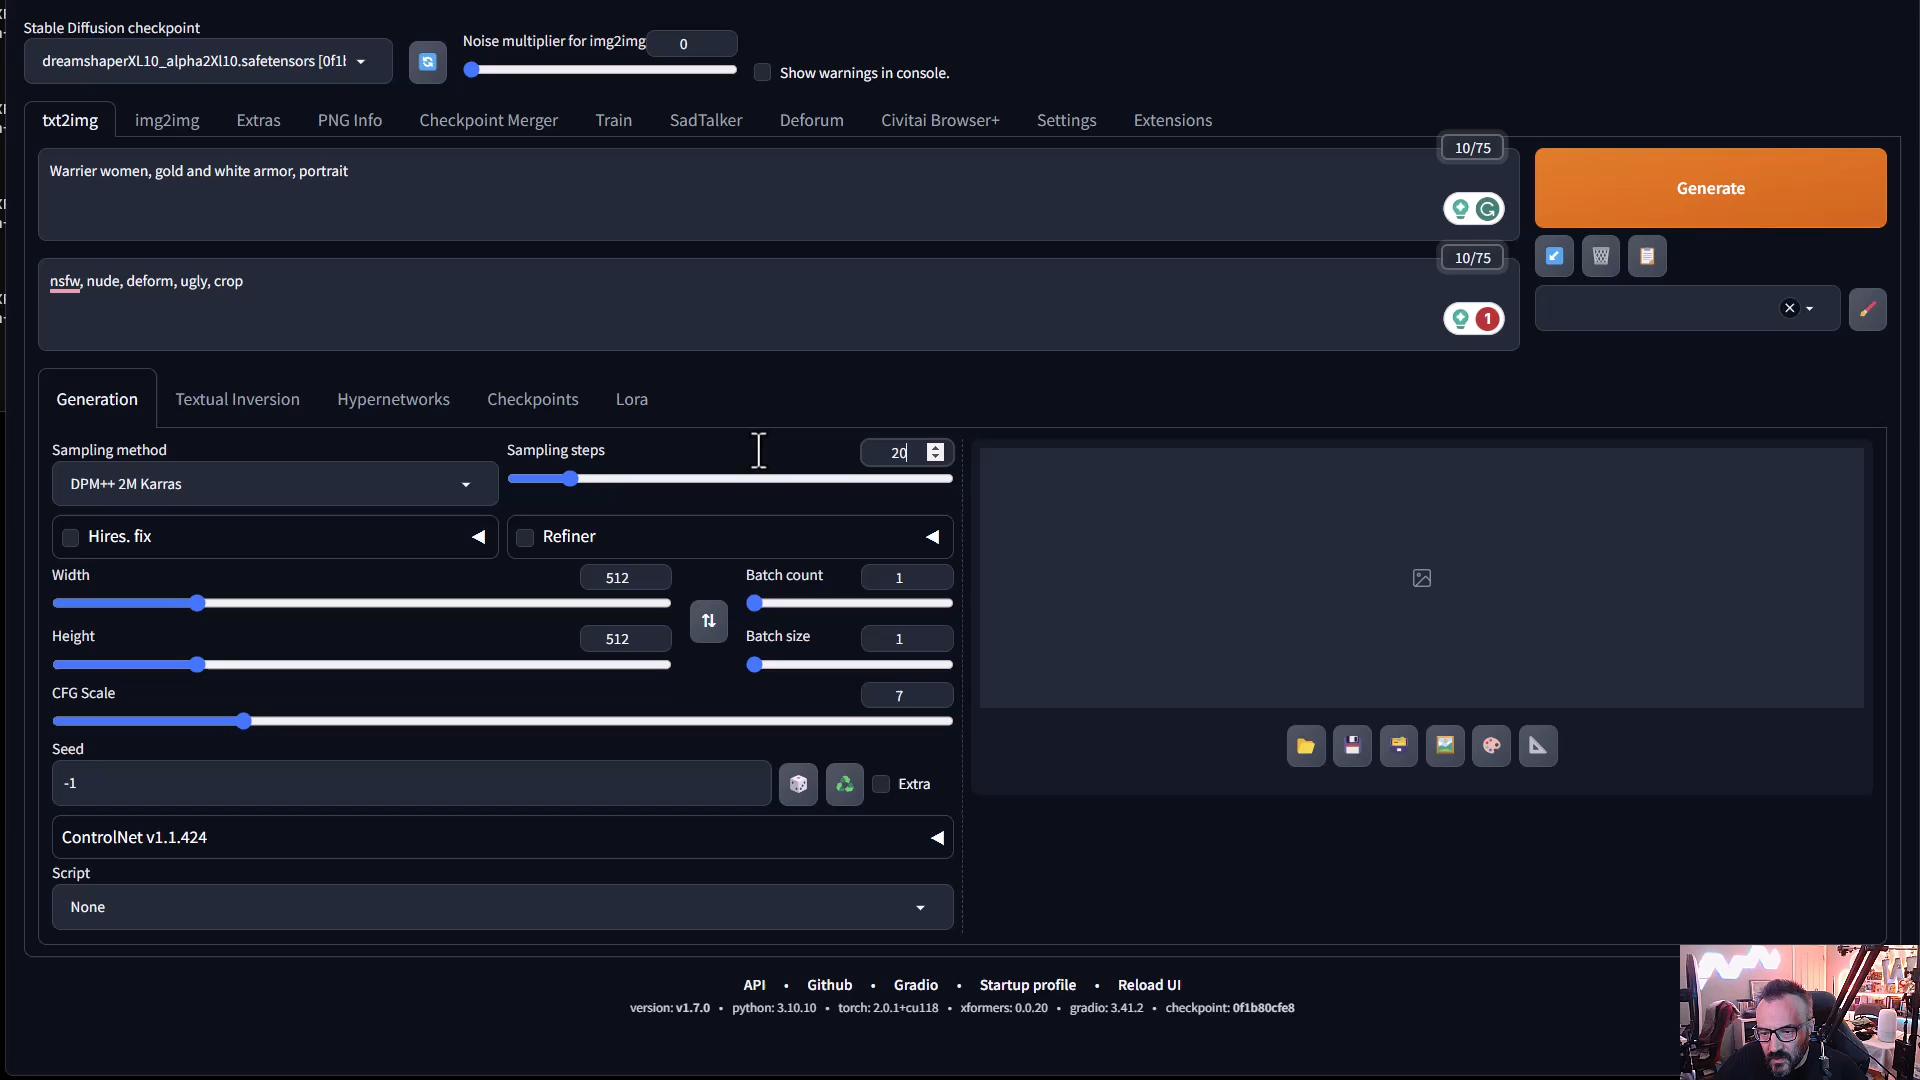 Stable Diffusion checkpoint
dreamshaperXL10_alpha2Xl10.safetensors [0f1b
Noise multiplier for img2img
0
Show warnings in console.
txt2img
img2img
Extras
PNG Info
Checkpoint Merger
Train
SadTalker
Deforum
Civitai Browser+
Settings
Extensions
10/75
Warrier women, gold and white armor, portrait
Generate
10/75
nsfw, nude, deform, ugly, crop
1
Generation
Textual Inversion
Hypernetworks
Checkpoints
Lora
Sampling method
DPM++ 2M Karras
Sampling steps
20
Hires. fix
Refiner
Width
512
Batch count
1
Height
512
Batch size
1
CFG Scale
7
Seed
-1
Extra
ControlNet v1.1.424
Script
None
API • Github • Gradio • Startup profile • Reload UI
version: v1.7.0 • python: 3.10.10 • torch: 2.0.1+cu118 • xformers: 0.0.20 • gradio: 3.41.2 • checkpoint: 0f1b80cfe8